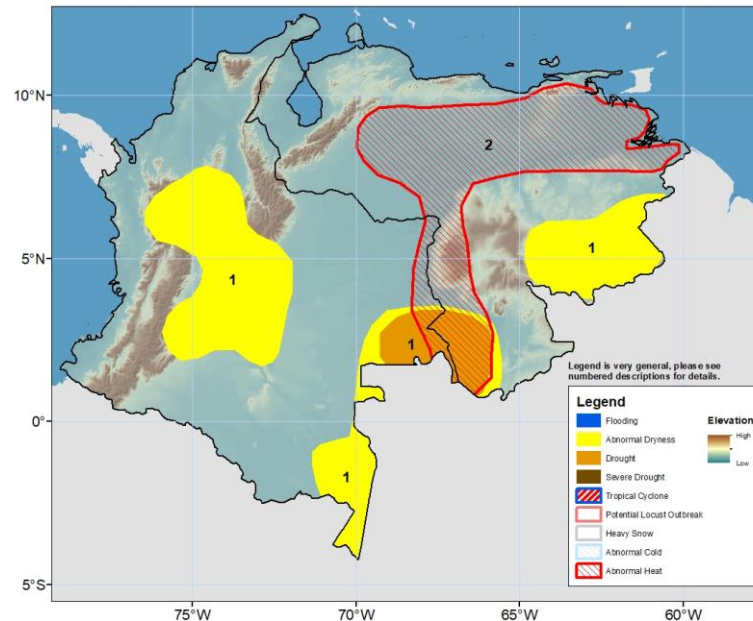 10°N
5°N
0°
5°S
75°W
70°W
65°W
60°W
2
1
1
1
1
Legend is very general, please see
numbered descriptions for details.
Legend
Flooding
Abnormal Dryness
Drought
Severe Drought
Tropical Cyclone
Potential Locust Outbreak
Heavy Snow
Abnormal Cold
Abnormal Heat
Elevation
High
Low